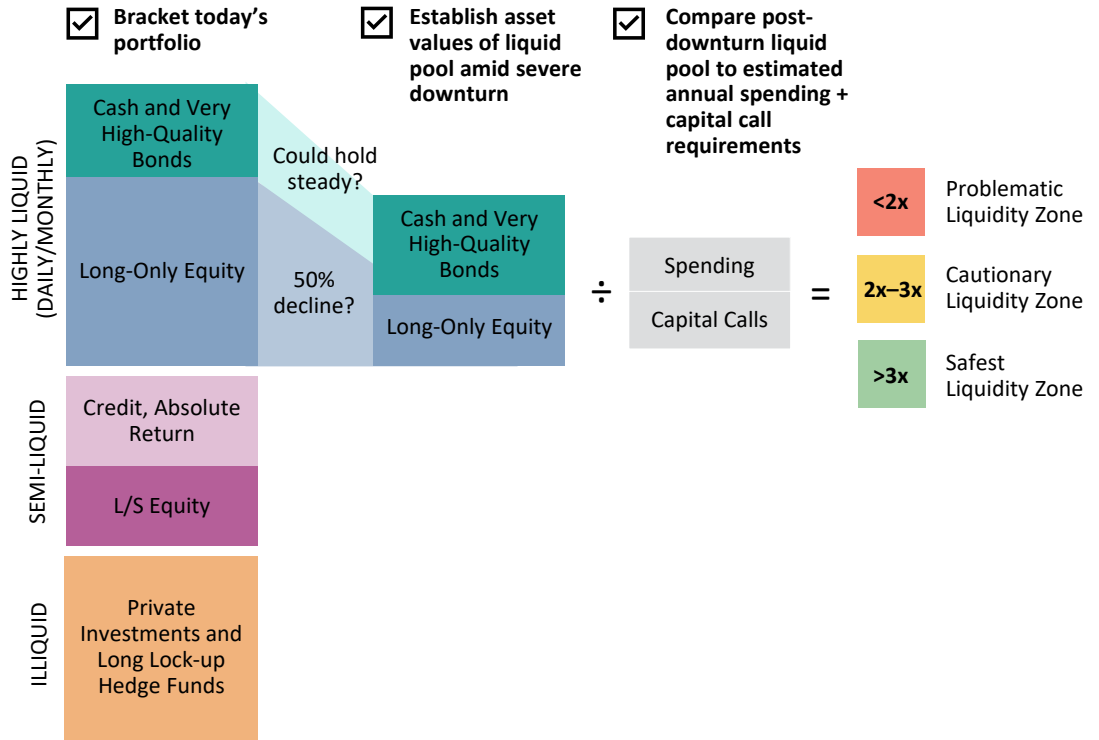 Bracket today's
portfolio
Establish asset
values of liquid
pool amid severe
downturn
Compare post-
downturn liquid
pool to estimated
annual spending +
capital call
requirements
HIGHLY LIQUID
(DAILY/MONTHLY)
Cash and Very
High-Quality
Bonds
Long-Only Equity
Could hold
steady?
50%
decline?
Cash and Very
High-Quality
Bonds
Long-Only Equity
÷
Spending
Capital Calls
=
<2x
Problematic
Liquidity Zone
2x–3x
Cautionary
Liquidity Zone
>3x
Safest
Liquidity Zone
SEMI-LIQUID
Credit, Absolute
Return
L/S Equity
ILLIQUID
Private
Investments and
Long Lock-up
Hedge Funds